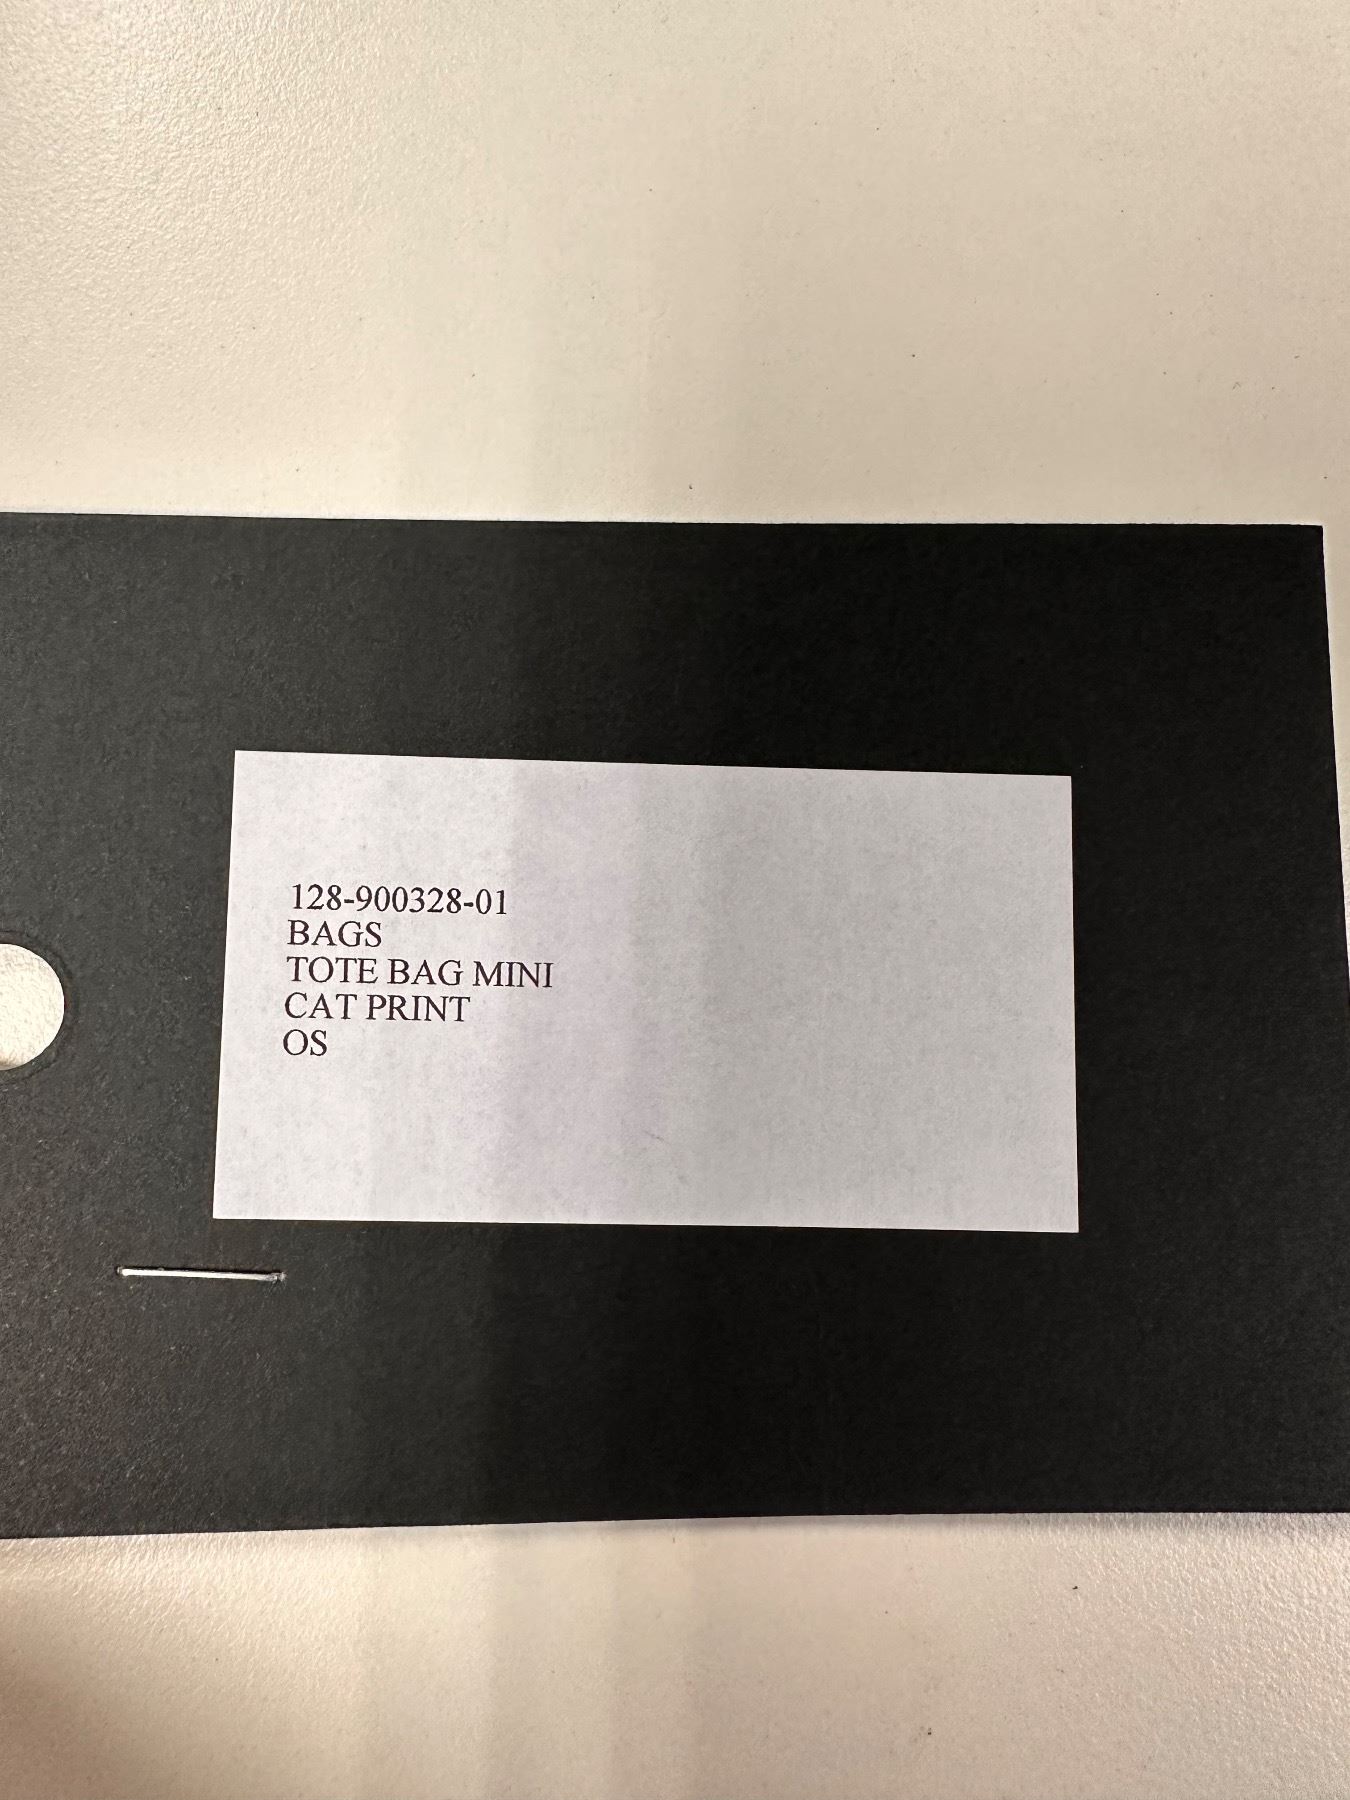 128-900328-01
BAGS
TOTE BAG MINI
CAT PRINT
OS